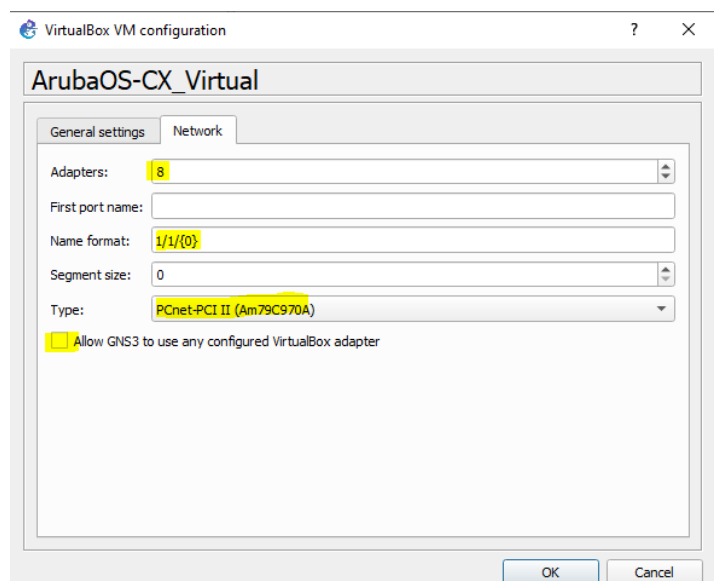 VirtualBox VM configuration ? ×
ArubaOS-CX_Virtual
General settings Network
Adapters: 8
First port name:
Name format: 1/1/{0}
Segment size: 0
Type: PCnet-PCI II (Am79C970A)
Allow GNS3 to use any configured VirtualBox adapter
OK Cancel